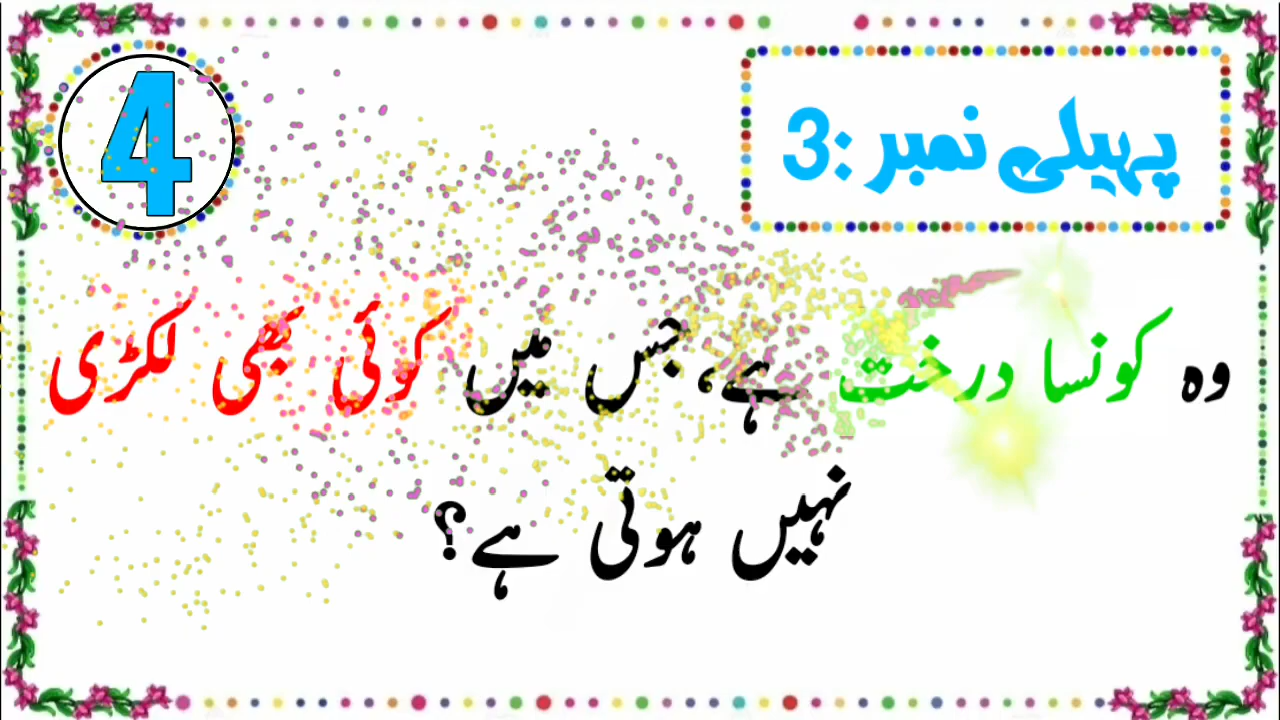 پہیلی نمبر :3
4
وہ کونسا درخت ہے، جس میں کوئی بھی لکڑی
نہیں ہوتی ہے؟